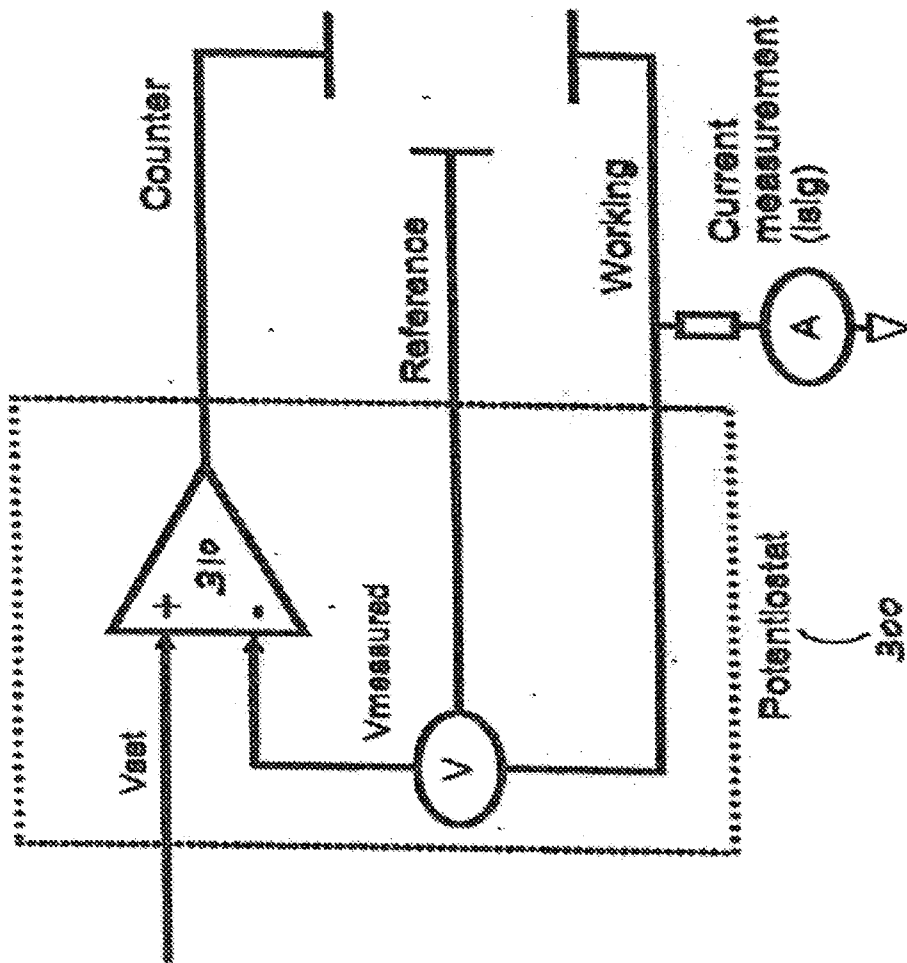 Counter
Vset
+
310
-
Vmeasured
Reference
V
Working
Current
measurement
(Isig)
A
Potentiostat
300